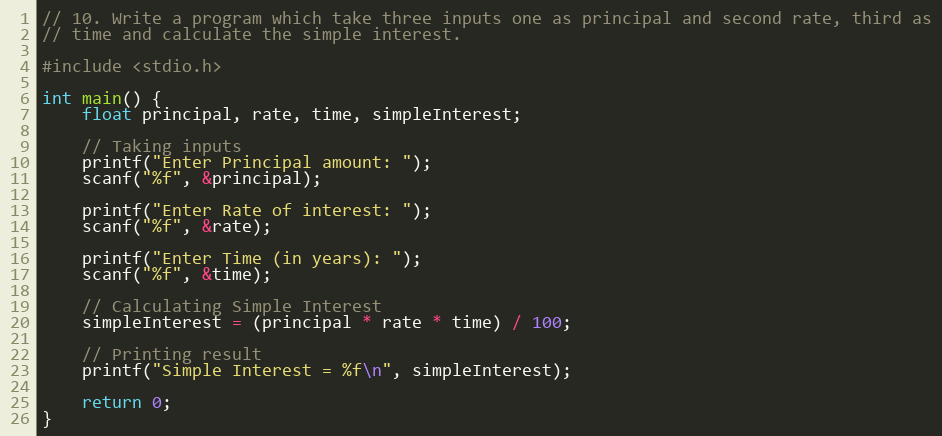 1 // 10. Write a program which take three inputs one as principal and second rate, third as
2 // time and calculate the simple interest.
3
4 #include <stdio.h>
5
6 int main() {
7     float principal, rate, time, simpleInterest;
8
9     // Taking inputs
10     printf("Enter Principal amount: ");
11     scanf("%f", &principal);
12
13     printf("Enter Rate of interest: ");
14     scanf("%f", &rate);
15
16     printf("Enter Time (in years): ");
17     scanf("%f", &time);
18
19     // Calculating Simple Interest
20     simpleInterest = (principal * rate * time) / 100;
21
22     // Printing result
23     printf("Simple Interest = %f\n", simpleInterest);
24
25     return 0;
26 }